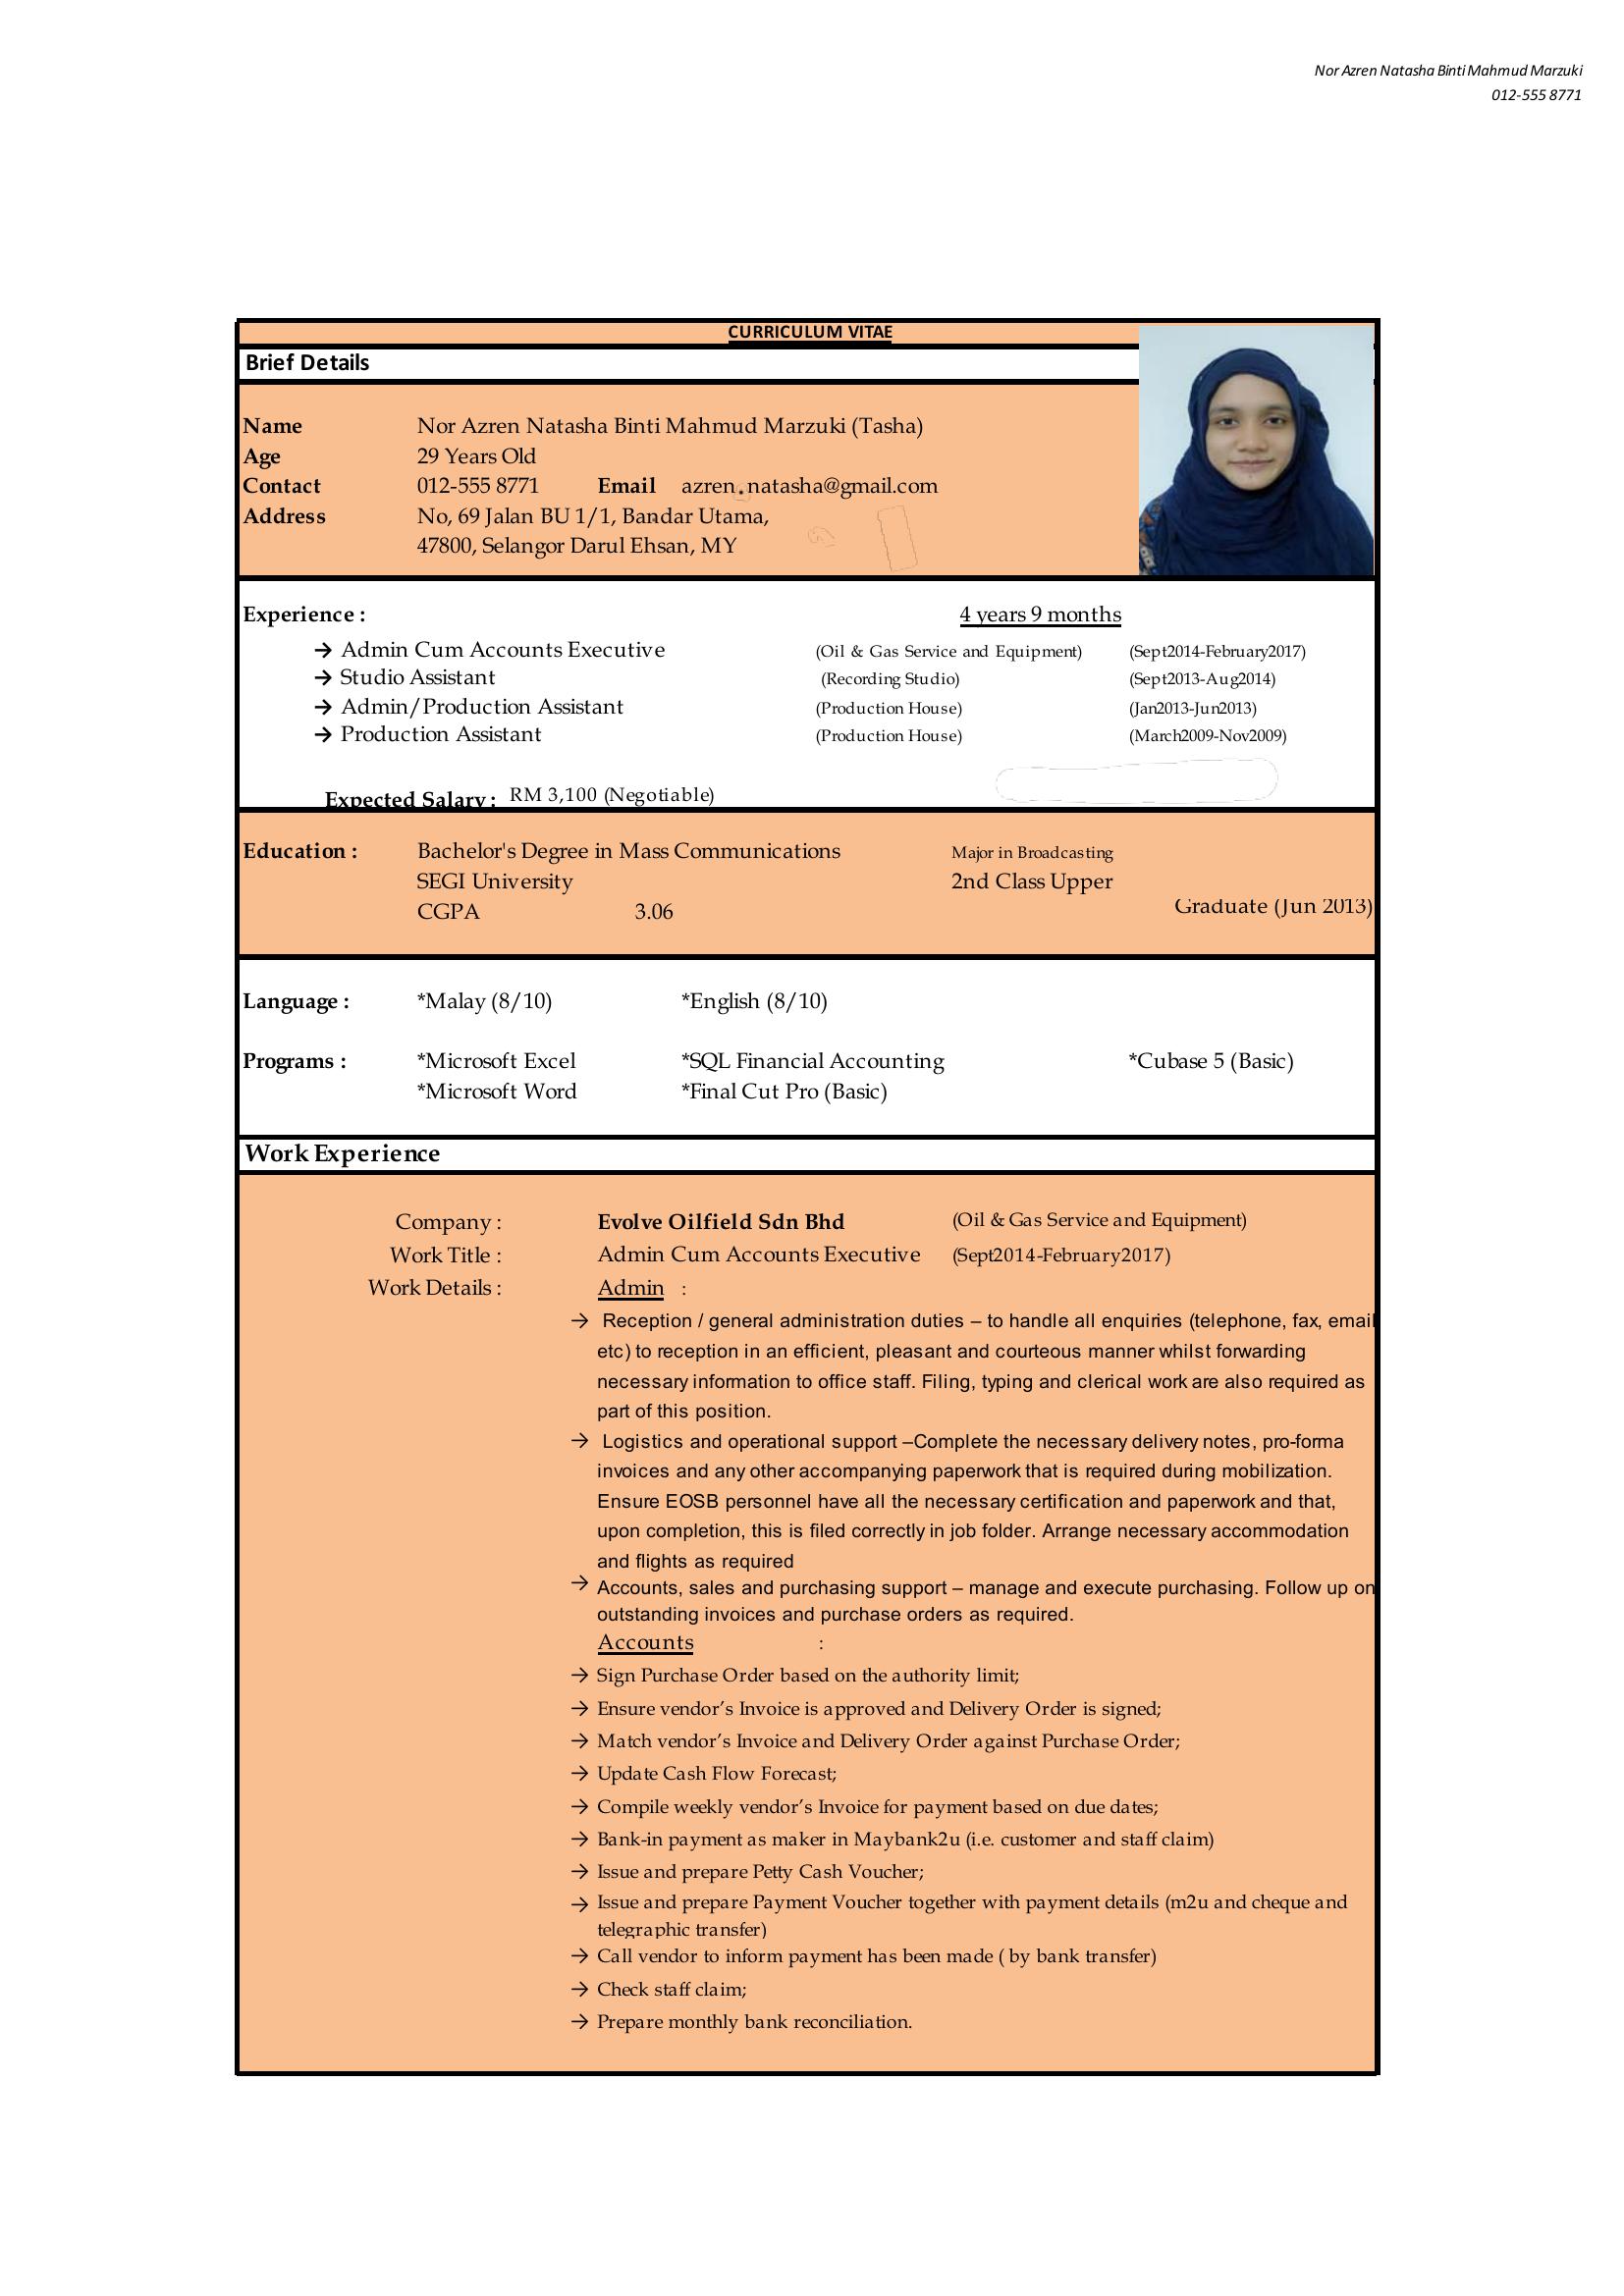 Nor Azren Natasha Binti Mahmud Marzuki
012-555 8771
CURRICULUM VITAE
Brief Details
Name Nor Azren Natasha Binti Mahmud Marzuki (Tasha)
Age 29 Years Old
Contact 012-555 8771 Email azren.natasha@gmail.com
Address No, 69 Jalan BU 1/1, Bandar Utama,
47800, Selangor Darul Ehsan, MY
Experience : 4 years 9 months
→ Admin Cum Accounts Executive (Oil & Gas Service and Equipment) (Sept2014-February2017)
→ Studio Assistant (Recording Studio) (Sept2013-Aug2014)
→ Admin/Production Assistant (Production House) (Jan2013-Jun2013)
→ Production Assistant (Production House) (March2009-Nov2009)
Expected Salary : RM 3,100 (Negotiable)
Education : Bachelor's Degree in Mass Communications Major in Broadcasting
SEGI University 2nd Class Upper
CGPA 3.06 Graduate (Jun 2013)
Language : *Malay (8/10) *English (8/10)
Programs : *Microsoft Excel *SQL Financial Accounting *Cubase 5 (Basic)
*Microsoft Word *Final Cut Pro (Basic)
Work Experience
Company : Evolve Oilfield Sdn Bhd (Oil & Gas Service and Equipment)
Work Title : Admin Cum Accounts Executive (Sept2014-February2017)
Work Details : Admin :
→ Reception / general administration duties – to handle all enquiries (telephone, fax, email
etc) to reception in an efficient, pleasant and courteous manner whilst forwarding
necessary information to office staff. Filing, typing and clerical work are also required as
part of this position.
→ Logistics and operational support –Complete the necessary delivery notes, pro-forma
invoices and any other accompanying paperwork that is required during mobilization.
Ensure EOSB personnel have all the necessary certification and paperwork and that,
upon completion, this is filed correctly in job folder. Arrange necessary accommodation
and flights as required
→ Accounts, sales and purchasing support – manage and execute purchasing. Follow up on
outstanding invoices and purchase orders as required.
Accounts :
→ Sign Purchase Order based on the authority limit;
→ Ensure vendor’s Invoice is approved and Delivery Order is signed;
→ Match vendor’s Invoice and Delivery Order against Purchase Order;
→ Update Cash Flow Forecast;
→ Compile weekly vendor’s Invoice for payment based on due dates;
→ Bank-in payment as maker in Maybank2u (i.e. customer and staff claim)
→ Issue and prepare Petty Cash Voucher;
→ Issue and prepare Payment Voucher together with payment details (m2u and cheque and
telegraphic transfer)
→ Call vendor to inform payment has been made ( by bank transfer)
→ Check staff claim;
→ Prepare monthly bank reconciliation.